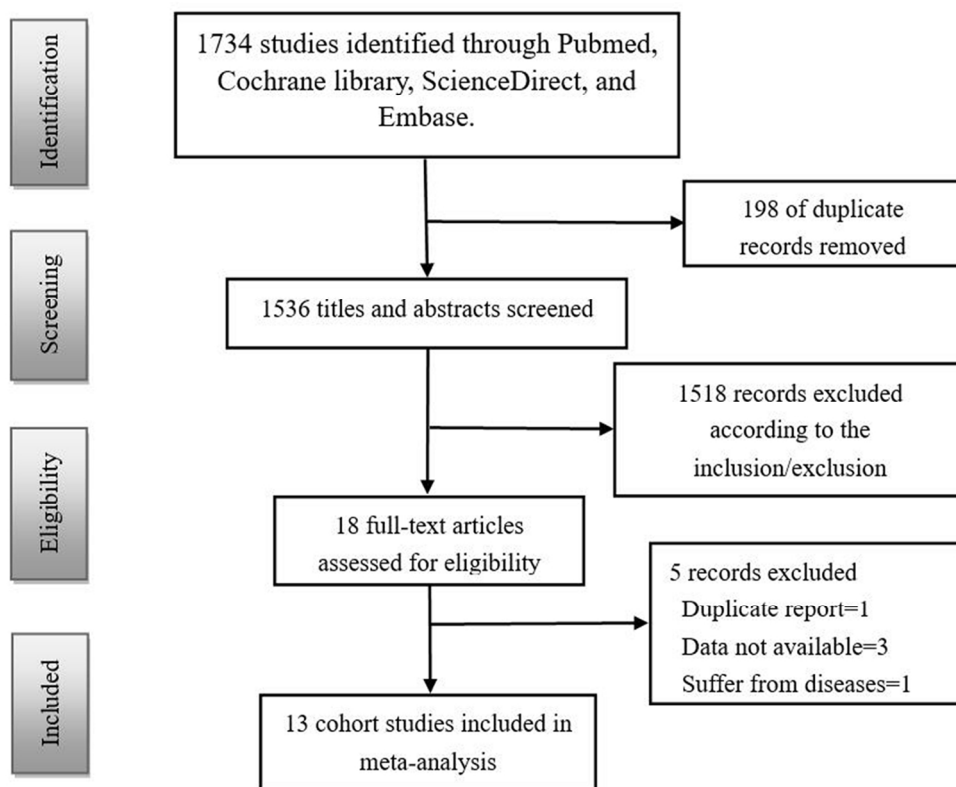 Identification
1734 studies identified through Pubmed,
Cochrane library, ScienceDirect, and
Embase.
198 of duplicate
records removed
Screening
1536 titles and abstracts screened
1518 records excluded
according to the
inclusion/exclusion
Eligibility
18 full-text articles
assessed for eligibility
5 records excluded
Duplicate report=1
Data not available=3
Suffer from diseases=1
Included
13 cohort studies included in
meta-analysis